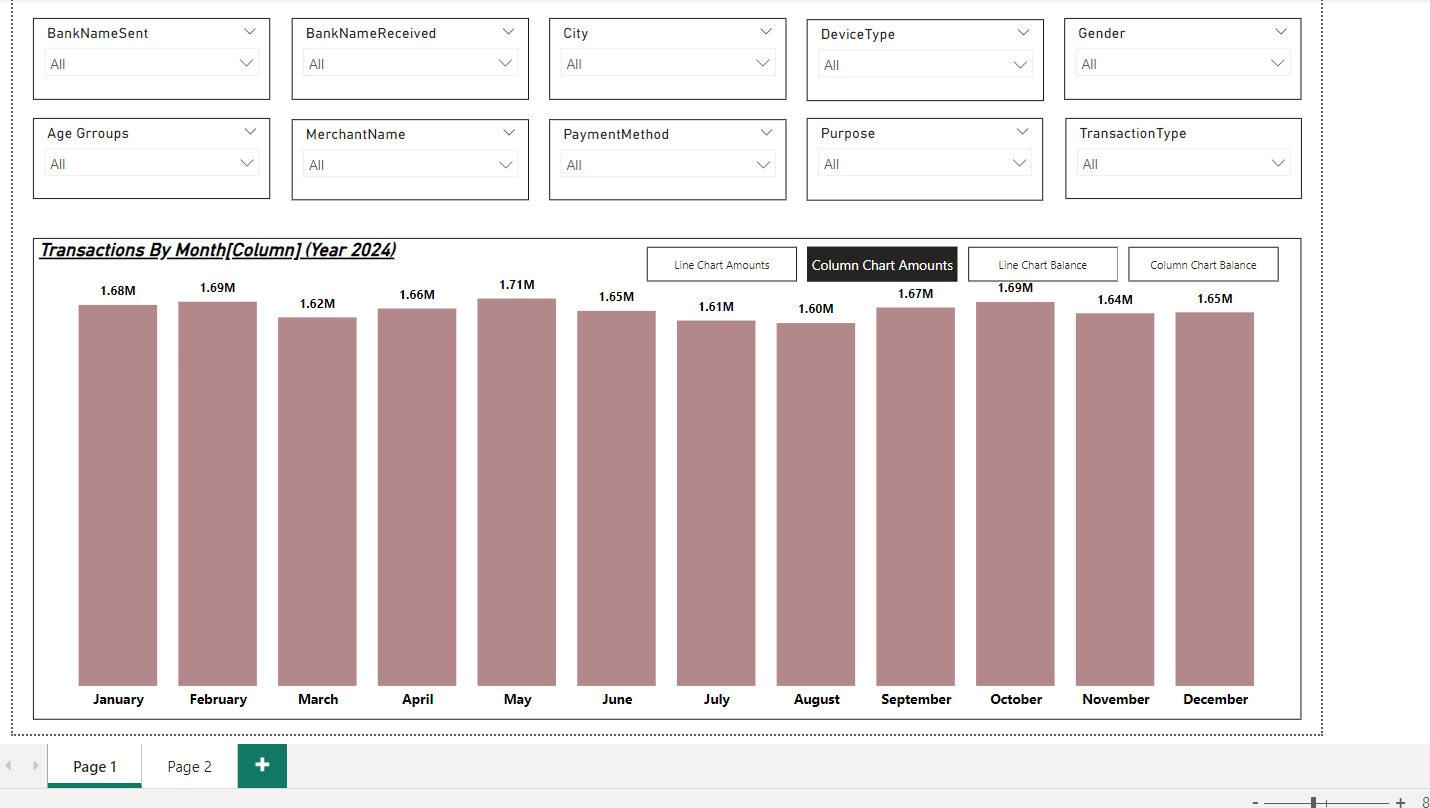 BankNameSent BankNameReceived City DeviceType Gender
All All All All All
Age Grroups MerchantName PaymentMethod Purpose TransactionType
All All All All All
Transactions By Month[Column] (Year 2024)
Line Chart Amounts Column Chart Amounts Line Chart Balance Column Chart Balance
1.68M 1.69M 1.62M 1.66M 1.71M 1.65M 1.61M 1.60M 1.67M 1.69M 1.64M 1.65M
January February March April May June July August September October November December
Page 1 Page 2 +
- + 8